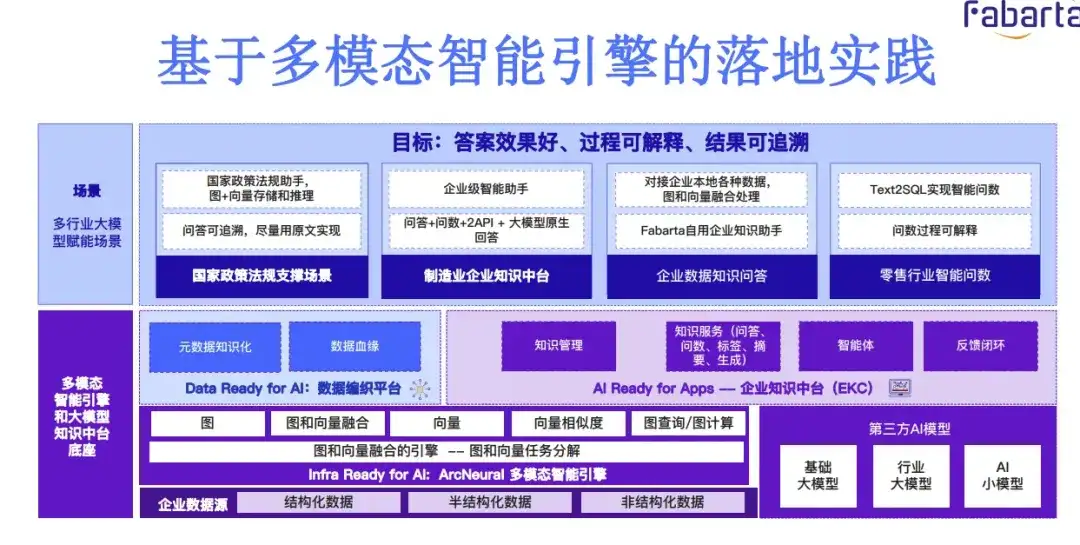 Fabarta
基于多模态智能引擎的落地实践
场景
多行业大模
型赋能场景
目标：答案效果好、过程可解释、结果可追溯
国家政策法规助手，
图+向量存储和推理
问答可追溯，尽量用原文实现
国家政策法规支撑场景
企业级智能助手
问答+问数+2API + 大模型原生
回答
制造业企业知识中台
对接企业本地各种数据，
图和向量融合处理
Fabarta自用企业知识助手
企业数据知识问答
Text2SQL实现智能问数
问数过程可解释
零售行业智能问数
多模态
智能引擎
和大模型
知识中台
底座
元数据知识化
数据血缘
Data Ready for AI：数据编织平台
知识管理
知识服务（问答、
问数、标签、摘
要、生成）
智能体
反馈闭环
AI Ready for Apps –– 企业知识中台（EKC）
图
图和向量融合
向量
向量相似度
图查询/图计算
图和向量融合的引擎 -- 图和向量任务分解
Infra Ready for AI：ArcNeural 多模态智能引擎
企业数据源
结构化数据
半结构化数据
非结构化数据
第三方AI模型
基础
大模型
行业
大模型
AI
小模型